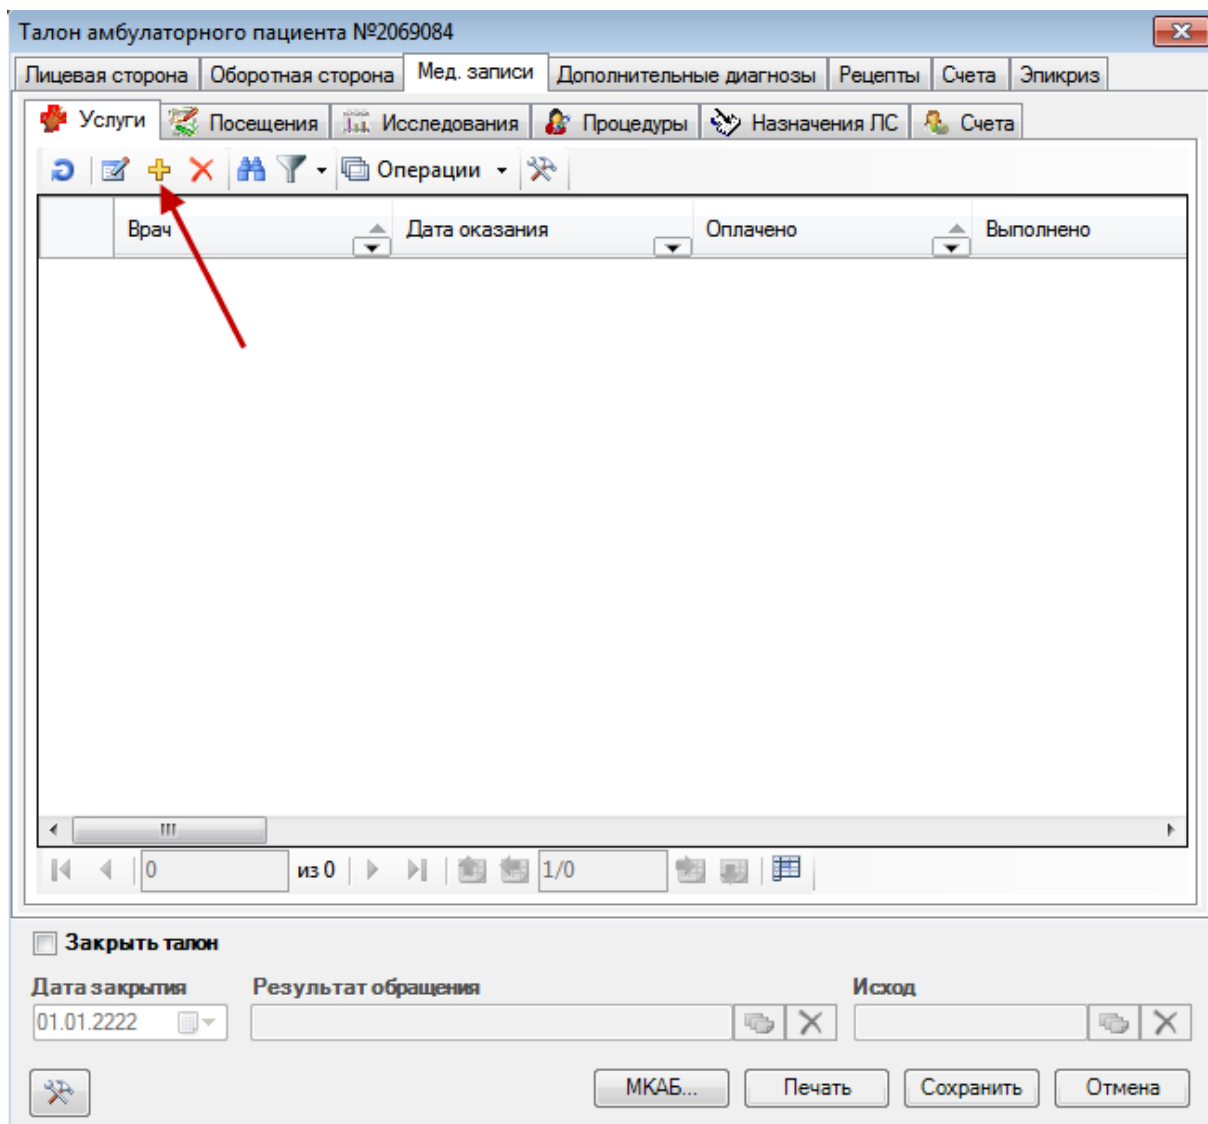 Талон амбулаторного пациента №2069084
Лицевая сторона Оборотная сторона Мед. записи Дополнительные диагнозы Рецепты Счета Эпикриз
Услуги Посещения Исследования Процедуры Назначения ЛС Счета
Операции
Врач Дата оказания Оплачено Выполнено
0 из 0 1/0
Закрыть талон
Дата закрытия Результат обращения Исход
01.01.2222
МКАБ... Печать Сохранить Отмена